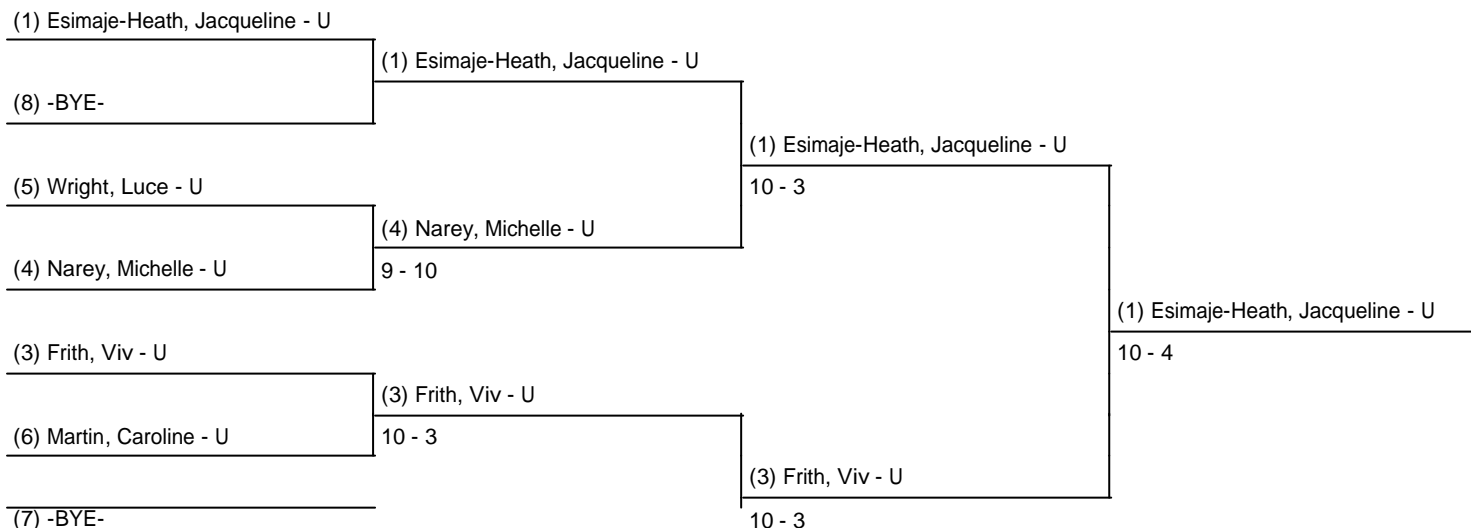 (1) Esimaje-Heath, Jacqueline - U
(1) Esimaje-Heath, Jacqueline - U
(8) -BYE-
(1) Esimaje-Heath, Jacqueline - U
(5) Wright, Luce - U
10 - 3
(4) Narey, Michelle - U
(4) Narey, Michelle - U
9 - 10
(1) Esimaje-Heath, Jacqueline - U
(3) Frith, Viv - U
10 - 4
(3) Frith, Viv - U
(6) Martin, Caroline - U
10 - 3
(3) Frith, Viv - U
(7) -BYE-
10 - 3